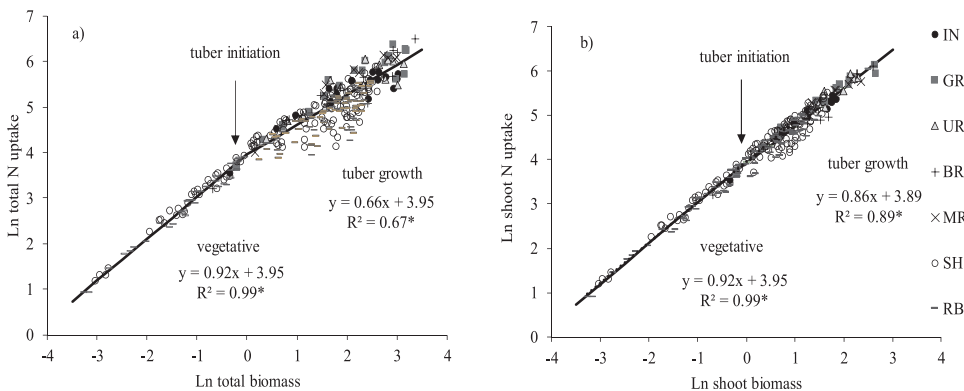 a)
Ln total N uptake
7
6
5
4
3
2
1
0
-4 -3 -2 -1 0 1 2 3 4
Ln total biomass
tuber initiation
tuber growth
y = 0.66x + 3.95
R² = 0.67*
vegetative
y = 0.92x + 3.95
R² = 0.99*
b)
Ln shoot N uptake
7
6
5
4
3
2
1
0
-4 -3 -2 -1 0 1 2 3 4
Ln shoot biomass
tuber initiation
tuber growth
y = 0.86x + 3.89
R² = 0.89*
vegetative
y = 0.92x + 3.95
R² = 0.99*
IN
GR
UR
BR
MR
SH
RB